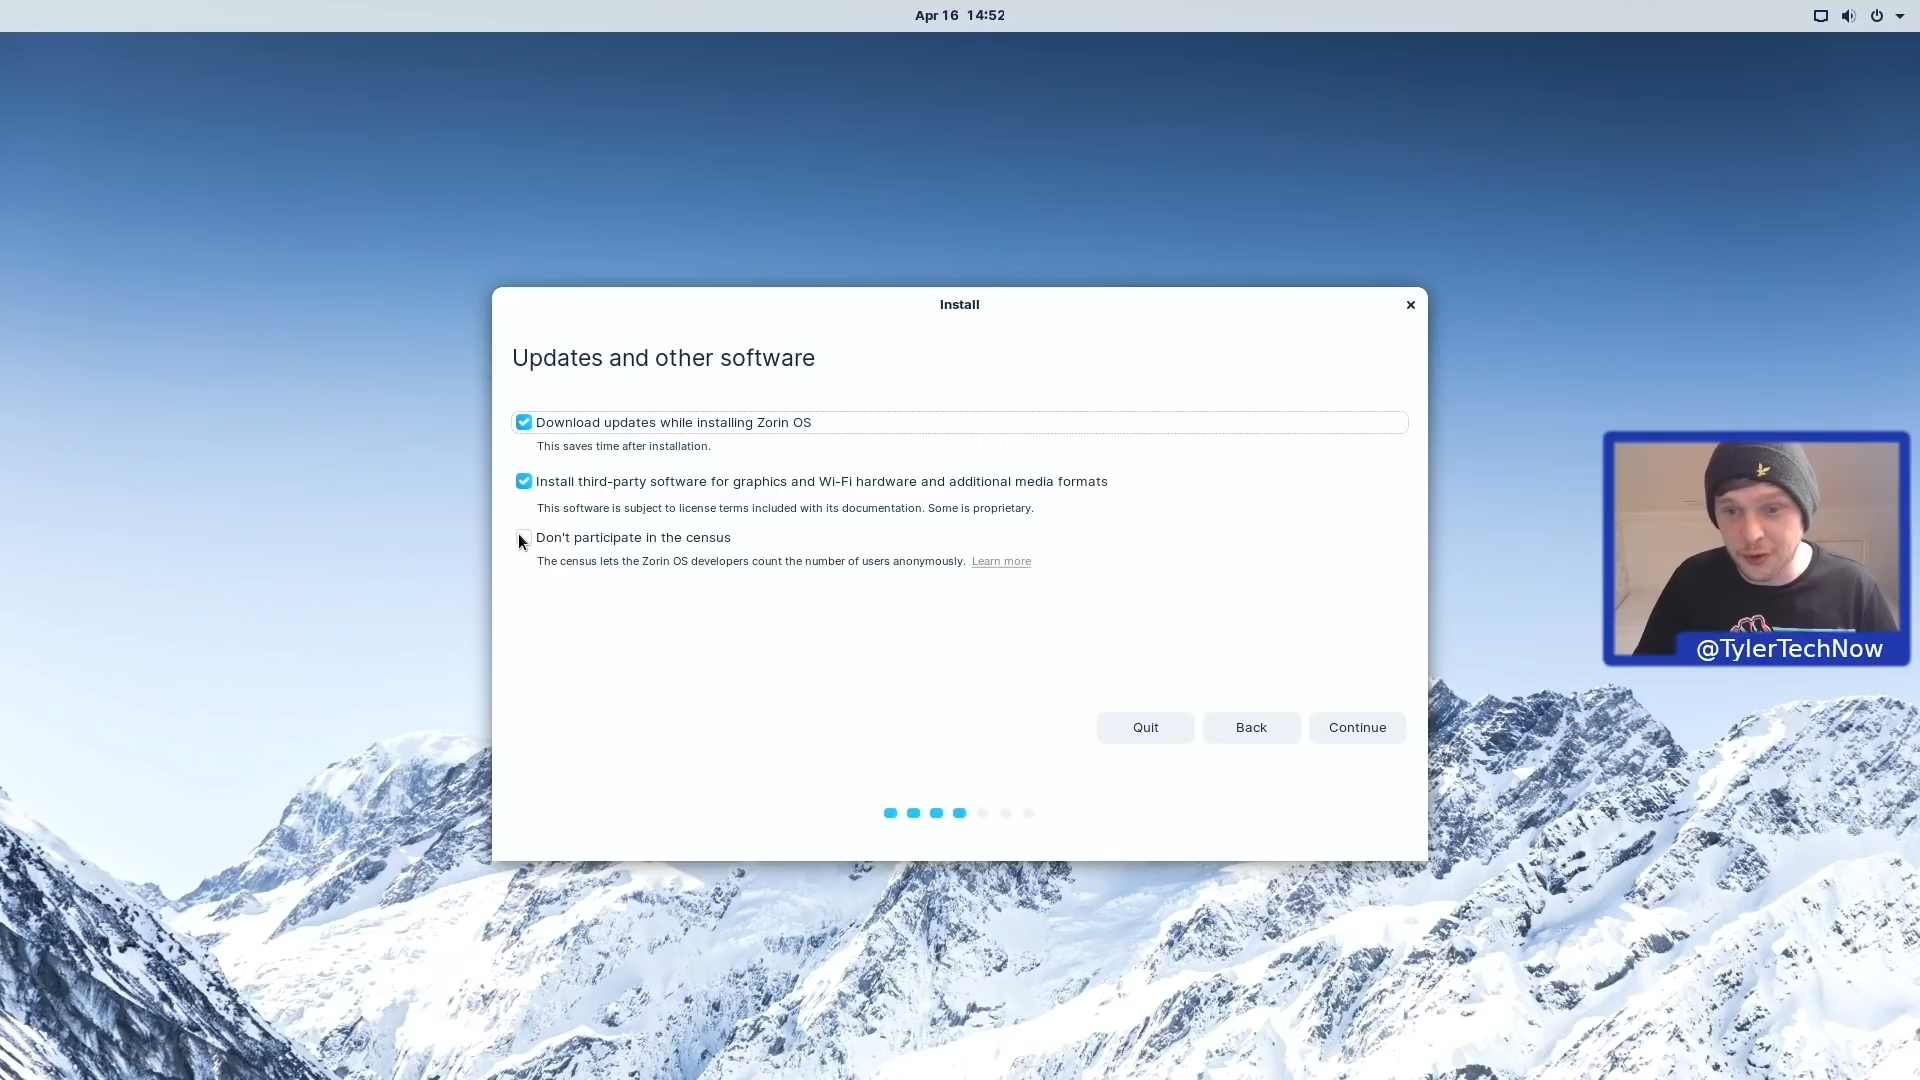 Apr 16 14:52
Install
Updates and other software
Download updates while installing Zorin OS
This saves time after installation.
Install third-party software for graphics and Wi-Fi hardware and additional media formats
This software is subject to license terms included with its documentation. Some is proprietary.
Don't participate in the census
The census lets the Zorin OS developers count the number of users anonymously. Learn more
@TylerTechNow
Quit
Back
Continue